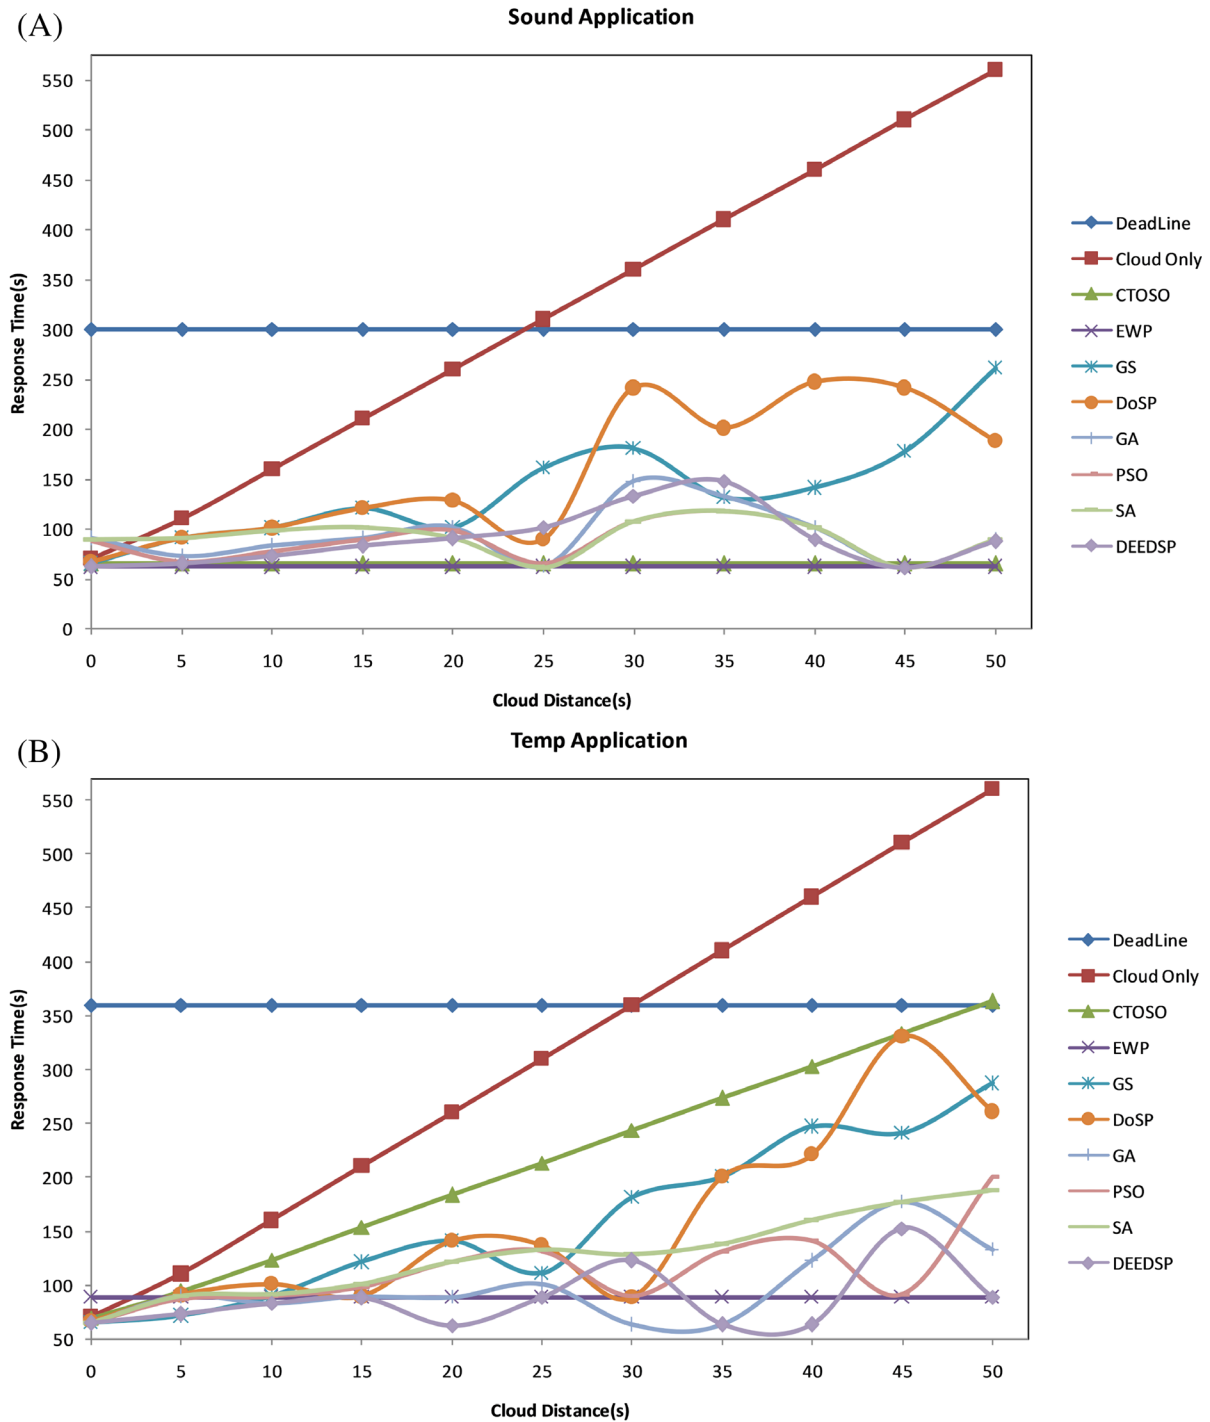 (A)
Sound Application
550
500
450
400
350
300
250
200
150
100
50
0
Response Time(s)
0 5 10 15 20 25 30 35 40 45 50
Cloud Distance(s)
DeadLine
Cloud Only
CTOSO
EWP
GS
DoSP
GA
PSO
SA
DEEDSP
(B)
Temp Application
550
500
450
400
350
300
250
200
150
100
50
Response Time(s)
0 5 10 15 20 25 30 35 40 45 50
Cloud Distance(s)
DeadLine
Cloud Only
CTOSO
EWP
GS
DoSP
GA
PSO
SA
DEEDSP